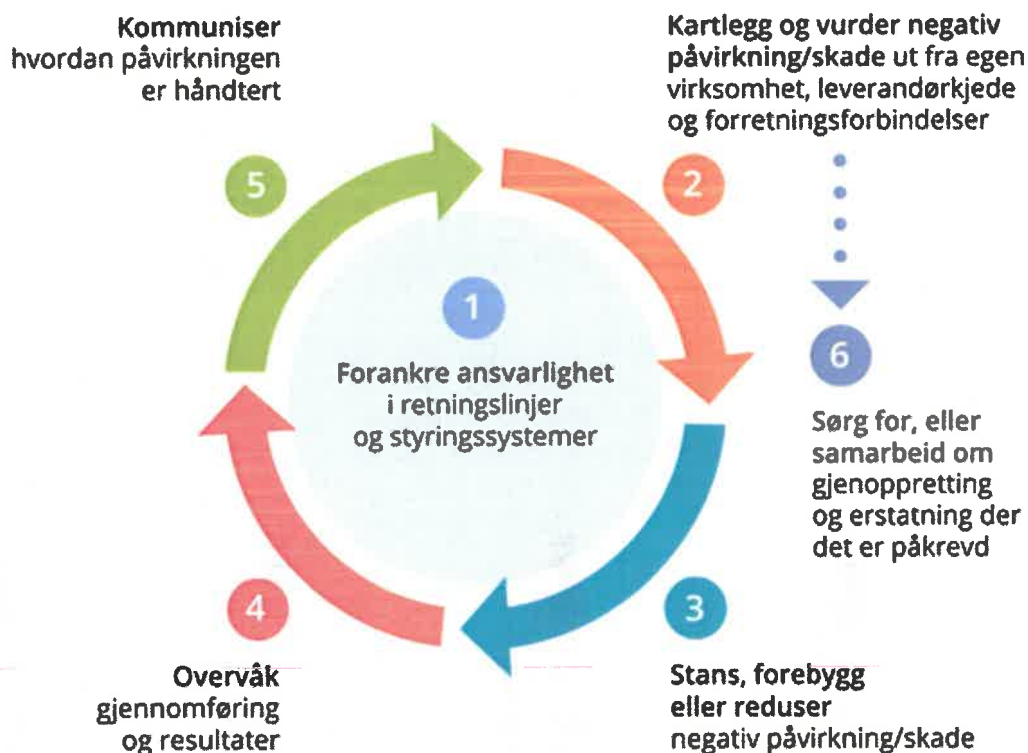 Kommuniser
hvordan påvirkningen
er håndtert
Kartlegg og vurder negativ
påvirkning/skade ut fra egen
virksomhet, leverandørkjede
og forretningsforbindelser
5
2
1
Forankre ansvarlighet
i retningslinjer
og styringssystemer
6
Sørg for, eller
samarbeid om
gjenoppretting
og erstatning der
det er påkrevd
4
3
Overvåk
gjennomføring
og resultater
Stans, forebygg
eller reduser
negativ påvirkning/skade